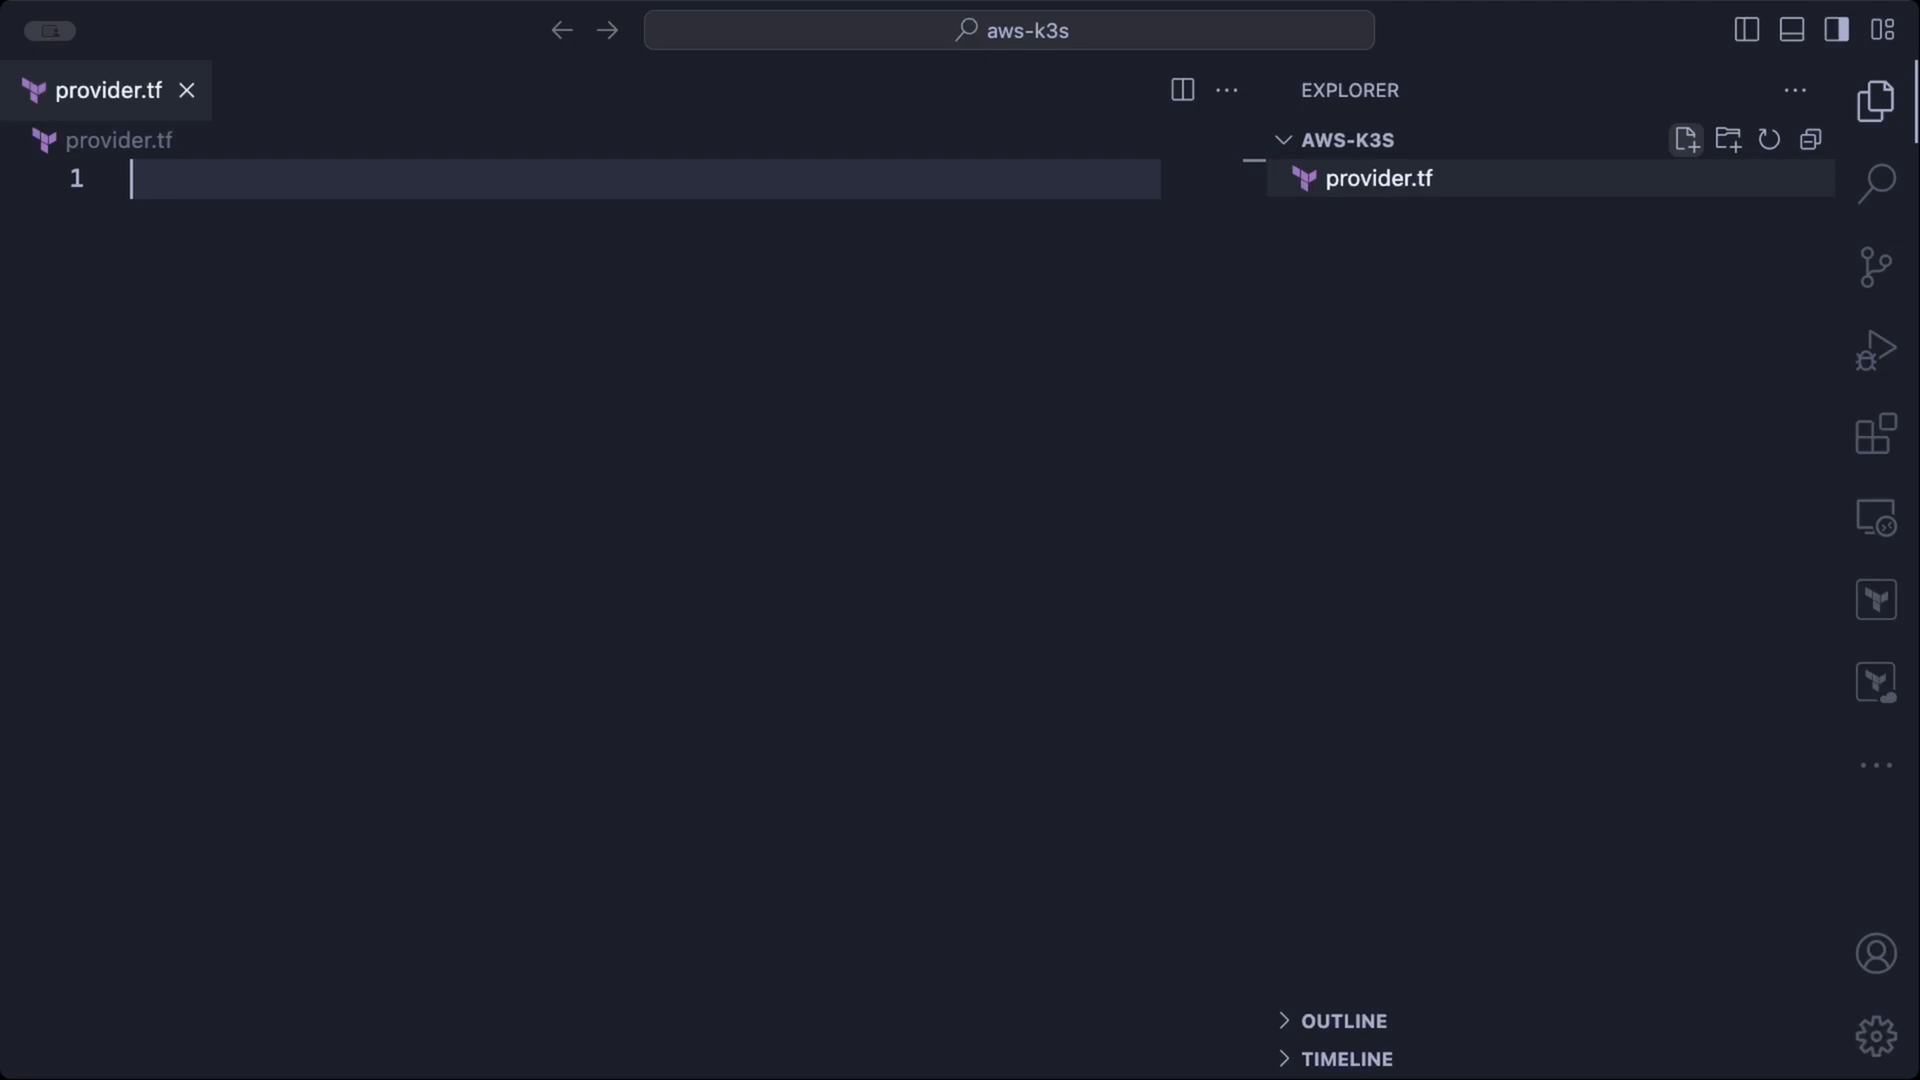 aws-k3s
provider.tf
provider.tf
1
EXPLORER
AWS-K3S
provider.tf
OUTLINE
TIMELINE